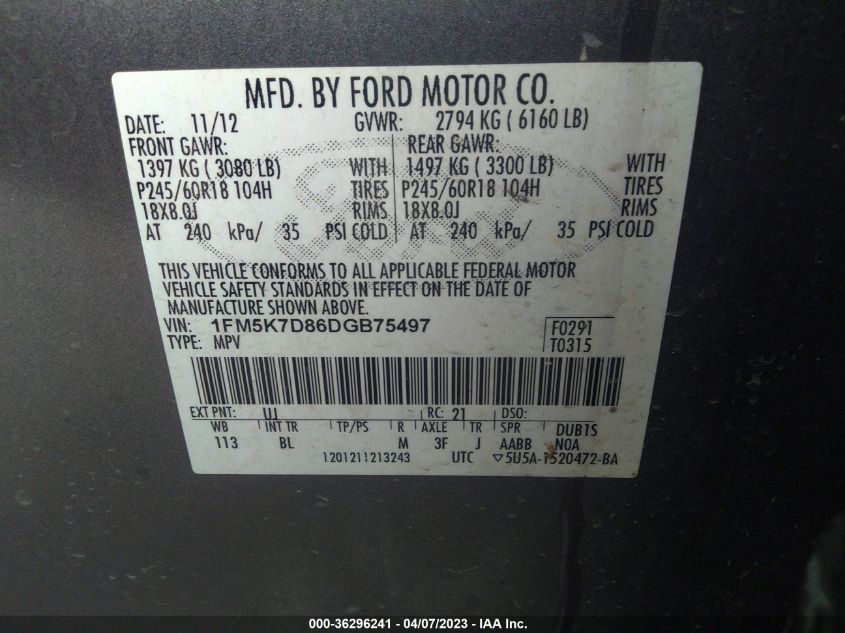 MFD. BY FORD MOTOR CO.
DATE: 11/12 GVWR: 2794 KG ( 6160 LB)
FRONT GAWR: REAR GAWR:
1397 KG ( 3080 LB) WITH 1497 KG ( 3300 LB) WITH
P245/60R18 104H TIRES P245/60R18 104H TIRES
18X8.0J RIMS 18X8.0J RIMS
AT 240 kPa/ 35 PSI COLD AT 240 kPa/ 35 PSI COLD
THIS VEHICLE CONFORMS TO ALL APPLICABLE FEDERAL MOTOR
VEHICLE SAFETY STANDARDS IN EFFECT ON THE DATE OF
MANUFACTURE SHOWN ABOVE.
VIN: 1FM5K7D86DGB75497 F0291
TYPE: MPV T0315
EXT PNT: UJ RC: 21 DSO:
WB INT TR TP/PS R AXLE TR SPR DUBTS
113 BL M 3F J AABB NOA
1201211213243 UTC ▽5U5A-1520472-BA
000-36296241 - 04/07/2023 - IAA Inc.